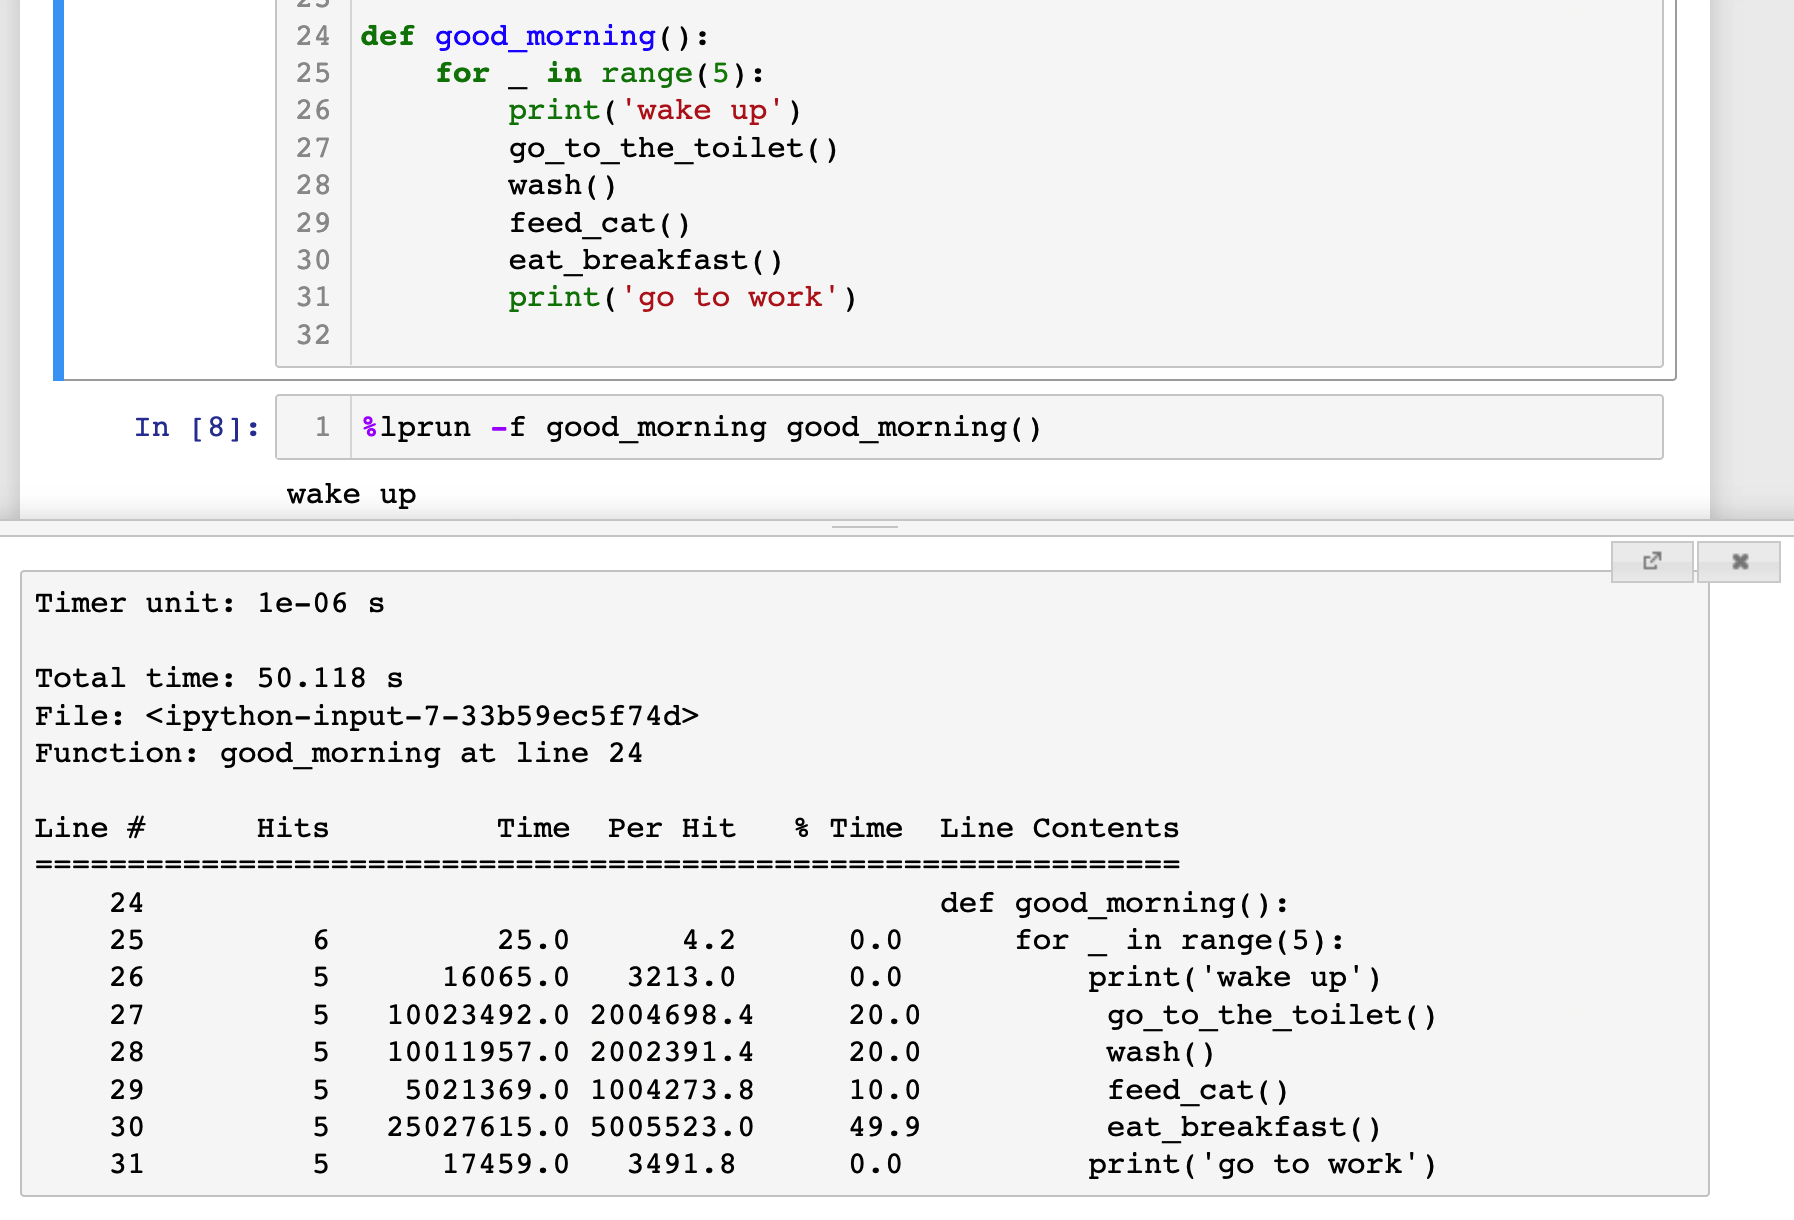 23
24 def good_morning():
25     for _ in range(5):
26         print('wake up')
27         go_to_the_toilet()
28         wash()
29         feed_cat()
30         eat_breakfast()
31         print('go to work')
32
In [8]: 1 %lprun -f good_morning good_morning()
wake up
Timer unit: 1e-06 s
Total time: 50.118 s
File: <ipython-input-7-33b59ec5f74d>
Function: good_morning at line 24
Line #      Hits         Time  Per Hit   % Time  Line Contents
==============================================================
    24                                           def good_morning():
    25         6         25.0      4.2      0.0      for _ in range(5):
    26         5      16065.0   3213.0      0.0          print('wake up')
    27         5   10023492.0 2004698.4     20.0          go_to_the_toilet()
    28         5   10011957.0 2002391.4     20.0          wash()
    29         5    5021369.0 1004273.8     10.0          feed_cat()
    30         5   25027615.0 5005523.0     49.9          eat_breakfast()
    31         5      17459.0   3491.8      0.0          print('go to work')